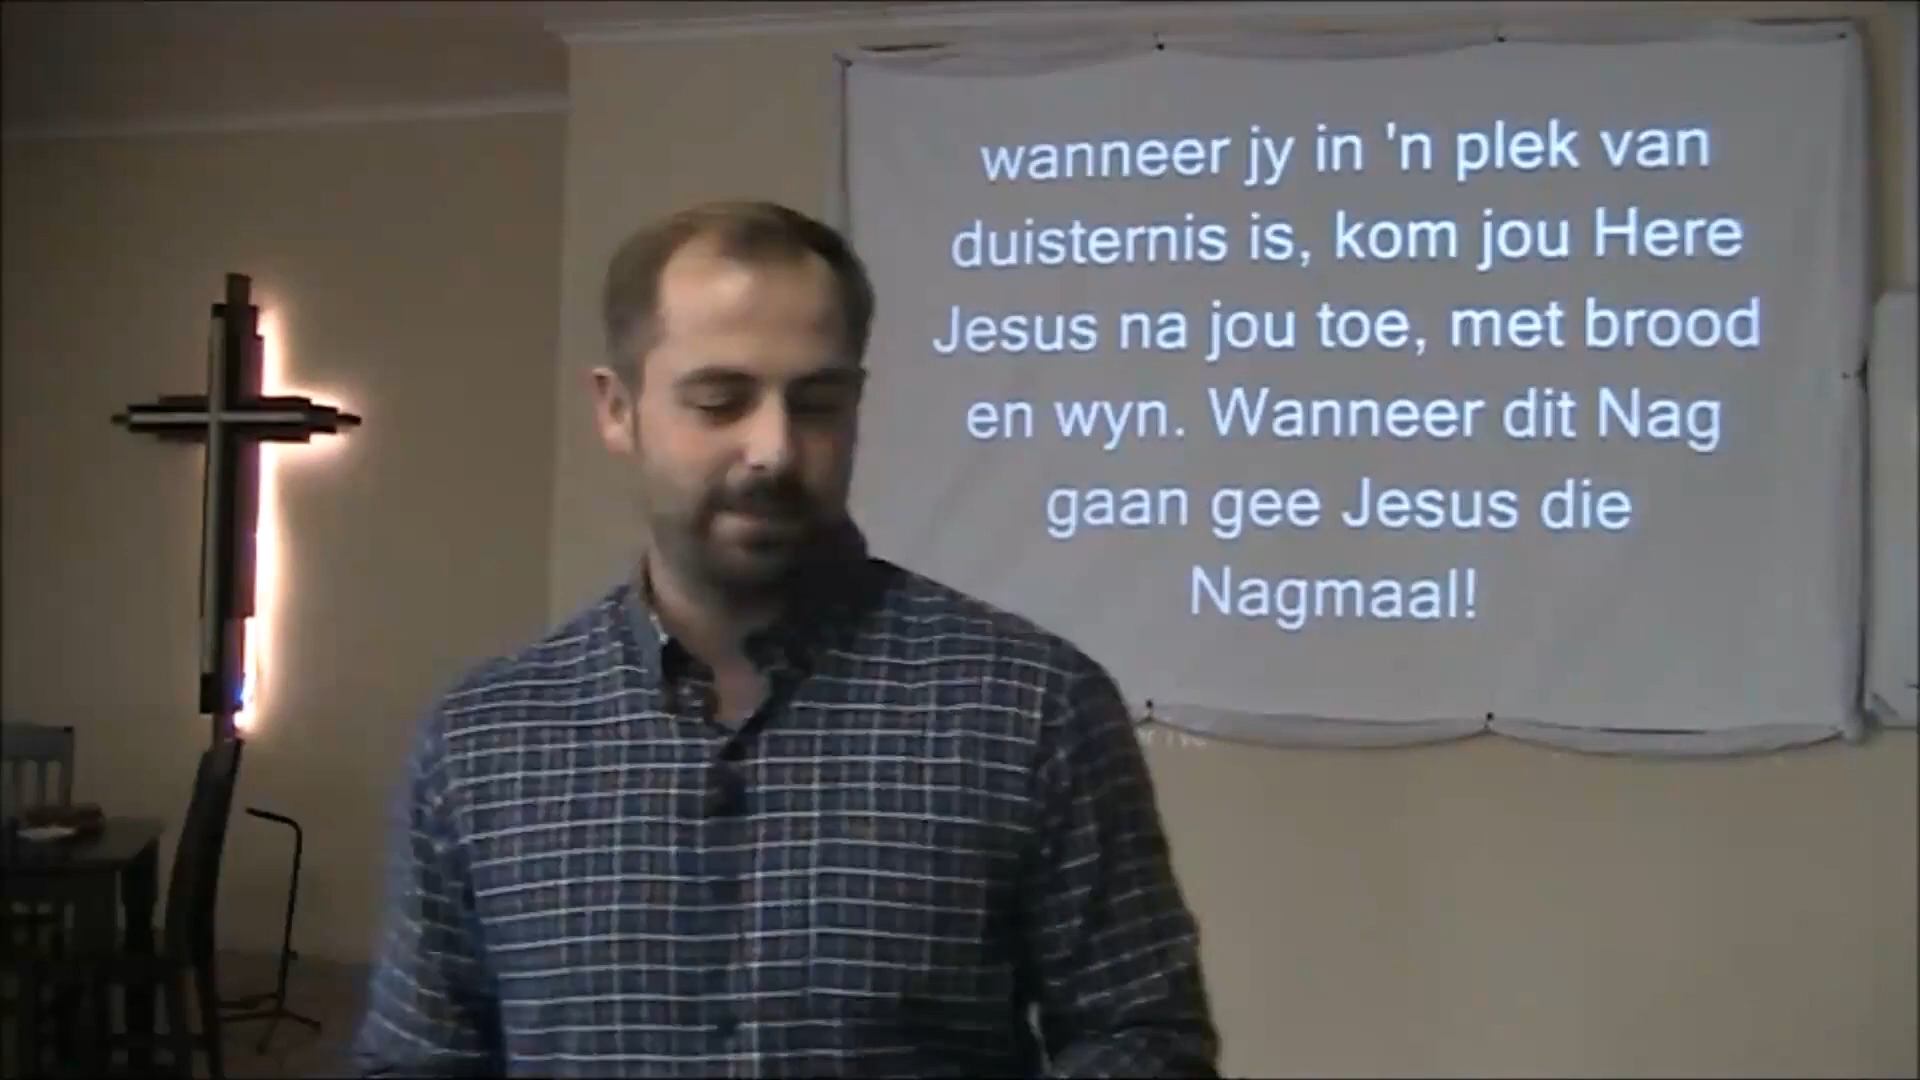 wanneer jy in 'n plek van
duisternis is, kom jou Here
Jesus na jou toe, met brood
en wyn. Wanneer dit Nag
gaan gee Jesus die
Nagmaal!